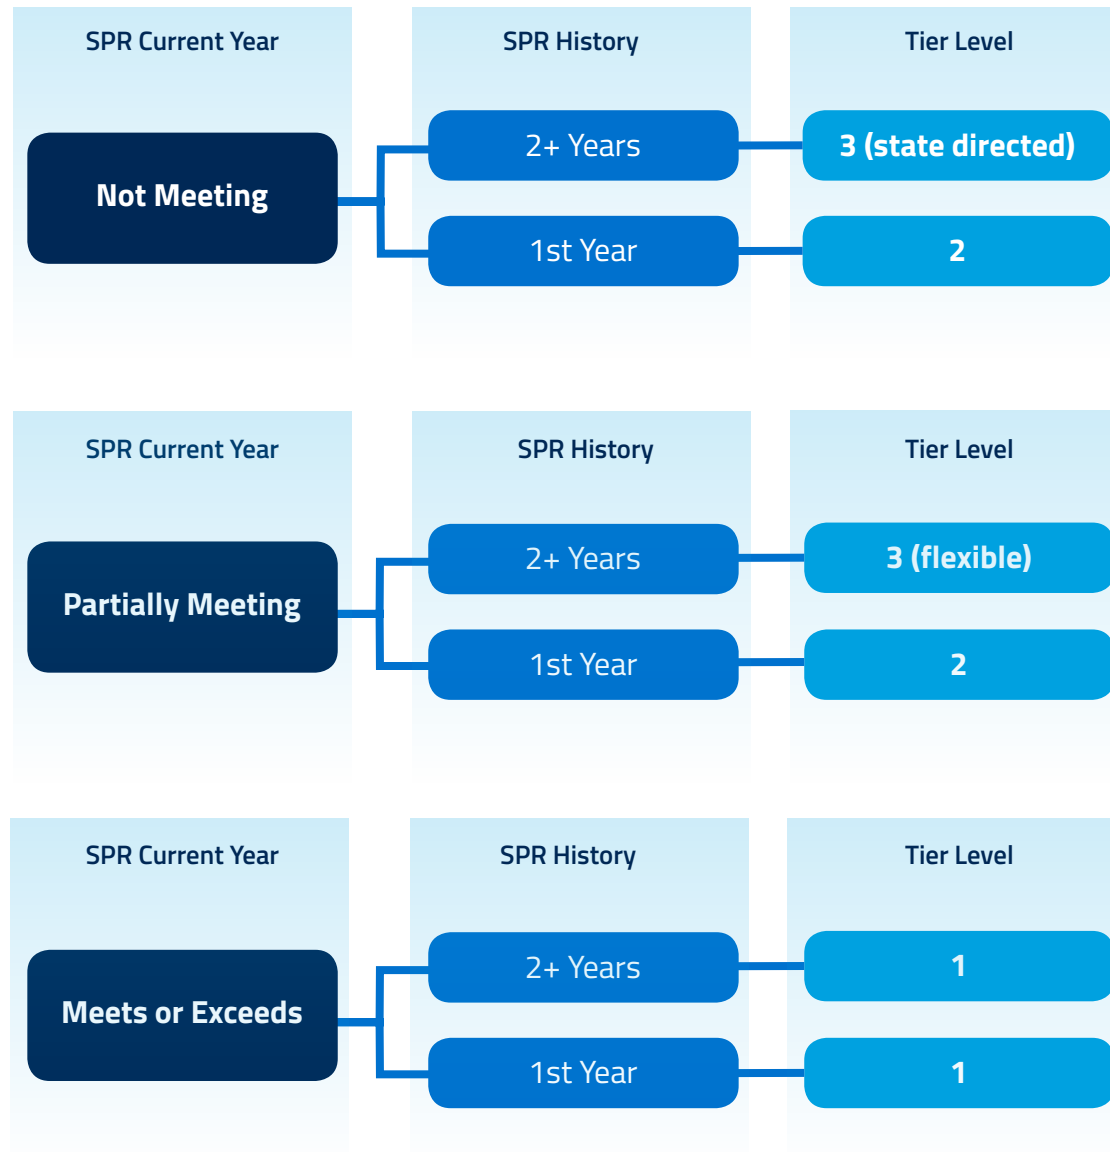 SPR Current Year
SPR History
Tier Level
Not Meeting
2+ Years
3 (state directed)
1st Year
2
SPR Current Year
SPR History
Tier Level
Partially Meeting
2+ Years
3 (flexible)
1st Year
2
SPR Current Year
SPR History
Tier Level
Meets or Exceeds
2+ Years
1
1st Year
1